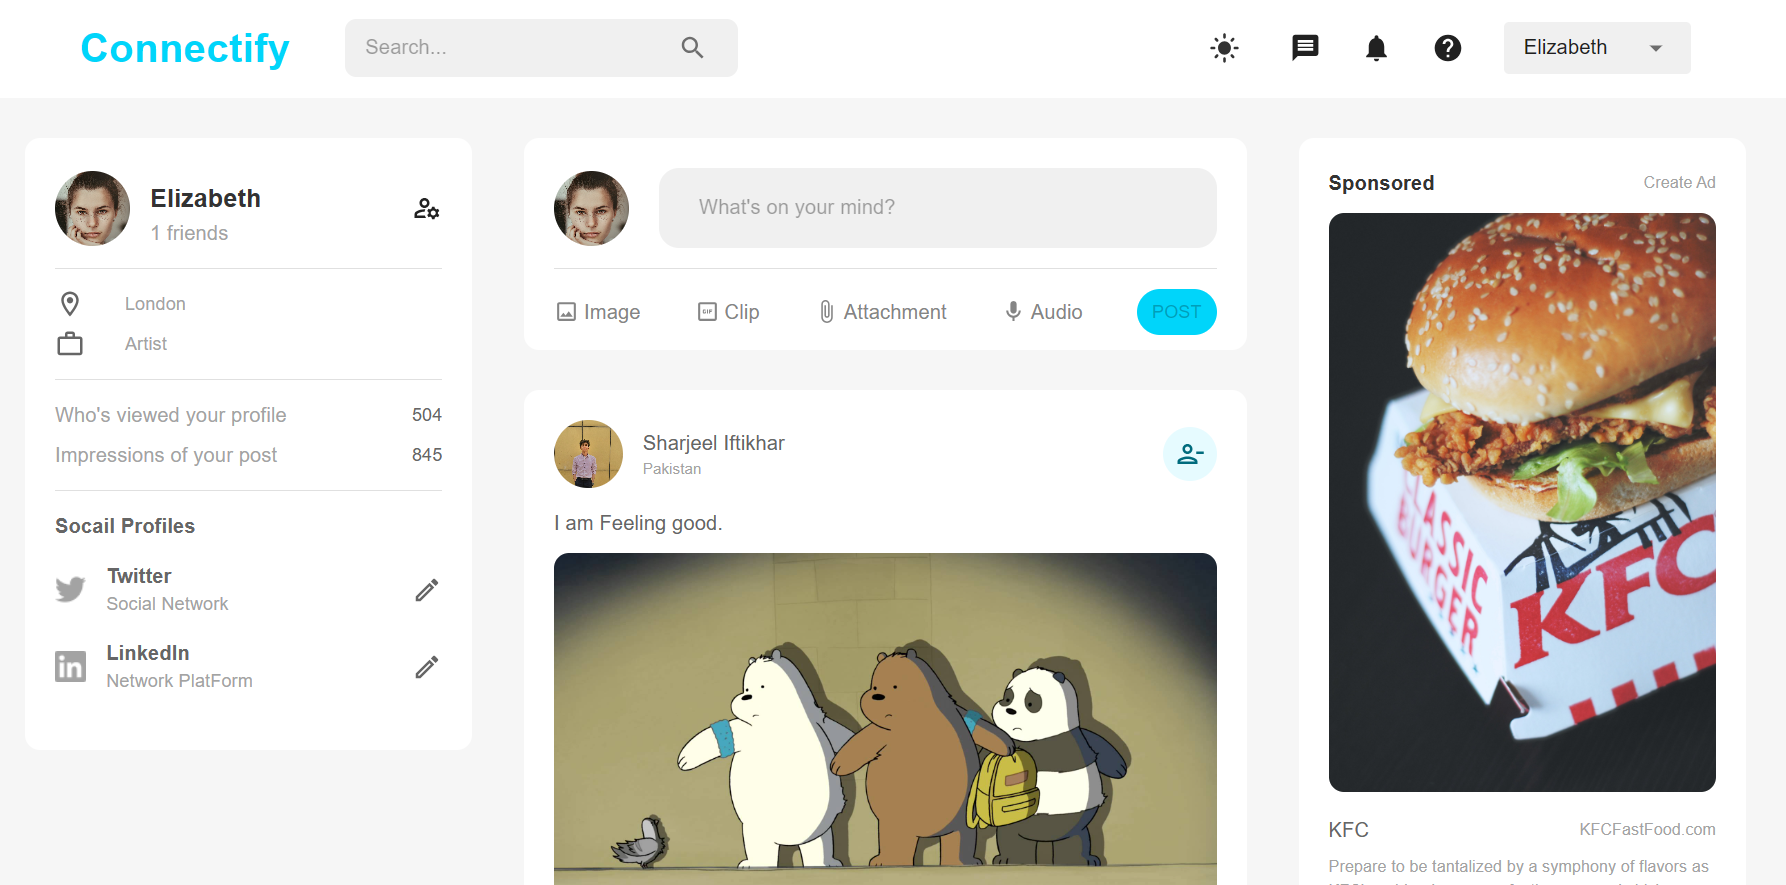 Connectify
Search...
Elizabeth
Elizabeth
1 friends
London
Artist
Who's viewed your profile 504
Impressions of your post 845
Socail Profiles
Twitter
Social Network
LinkedIn
Network PlatForm
What's on your mind?
Image GIF Clip Attachment Audio POST
Sharjeel Iftikhar
Pakistan
I am Feeling good.
Sponsored Create Ad
CLASSIC
BURGER
KFC
KFC KFCFastFood.com
Prepare to be tantalized by a symphony of flavors as